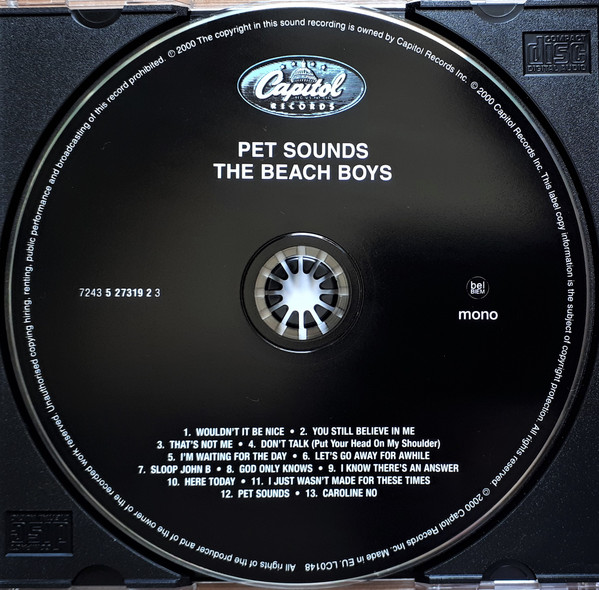 Capitol
RECORDS
PET SOUNDS
THE BEACH BOYS
7243 5 27319 2 3
bel
BIEM
mono
1. WOULDN'T IT BE NICE • 2. YOU STILL BELIEVE IN ME
3. THAT'S NOT ME • 4. DON'T TALK (Put Your Head On My Shoulder)
5. I'M WAITING FOR THE DAY • 6. LET'S GO AWAY FOR AWHILE
7. SLOOP JOHN B • 8. GOD ONLY KNOWS • 9. I KNOW THERE'S AN ANSWER
10. HERE TODAY • 11. I JUST WASN'T MADE FOR THESE TIMES
12. PET SOUNDS • 13. CAROLINE NO
℗ 2000 The copyright in this sound recording is owned by Capitol Records Inc. © 2000 Capitol Records Inc. This label copy information is the subject of copyright protection. All rights reserved. © 2000 Capitol Records Inc. Made in EU. LC0148
All rights of the producer and of the owner of the recorded work reserved. Unauthorised copying hiring, renting, public performance and broadcasting of this record prohibited.
COMPACT
disc
DIGITAL AUDIO